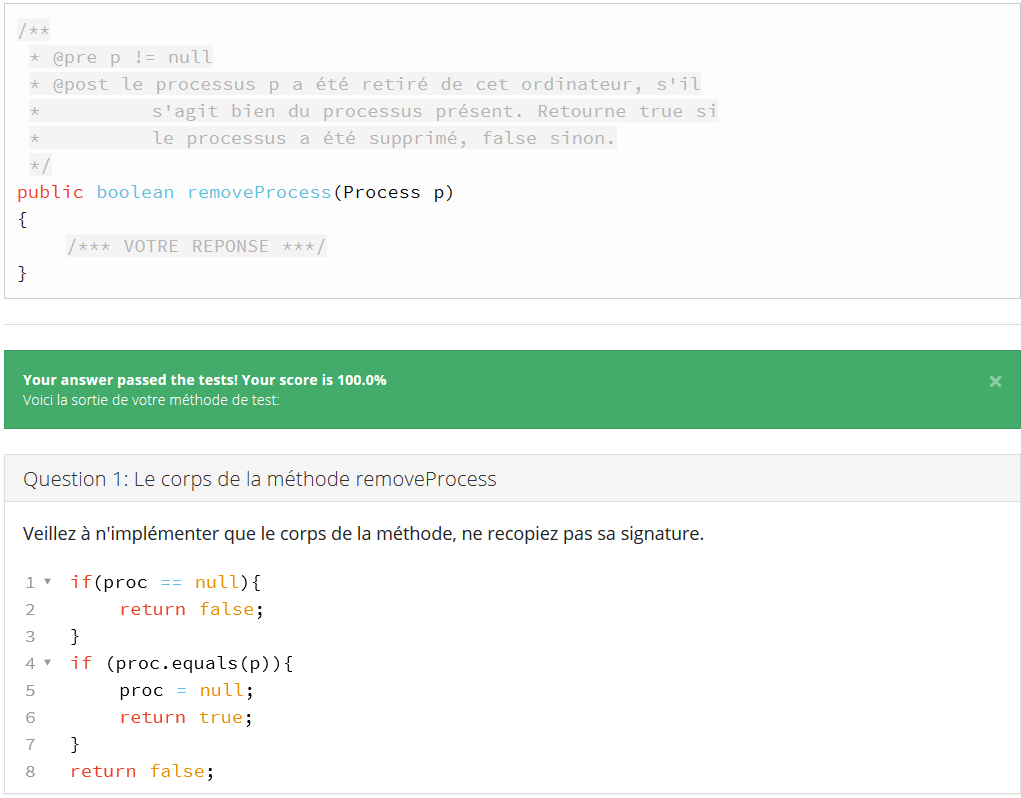 /**
* @pre p != null
* @post le processus p a été retiré de cet ordinateur, s'il
* s'agit bien du processus présent. Retourne true si
* le processus a été supprimé, false sinon.
*/
public boolean removeProcess(Process p)
{
/*** VOTRE REPONSE ***/
}
Your answer passed the tests! Your score is 100.0%
×
Voici la sortie de votre méthode de test:
Question 1: Le corps de la méthode removeProcess
Veillez à n'implémenter que le corps de la méthode, ne recopiez pas sa signature.
1 ▾ if(proc == null){
2 return false;
3 }
4 ▾ if (proc.equals(p)){
5 proc = null;
6 return true;
7 }
8 return false;